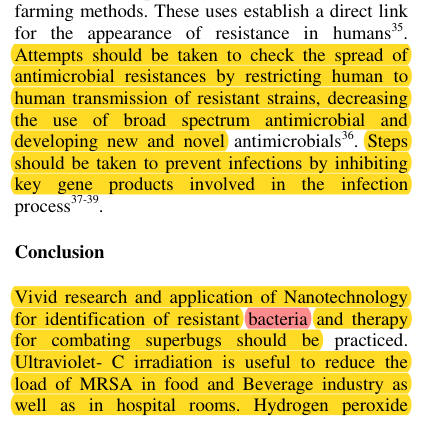 farming methods. These uses establish a direct link
for the appearance of resistance in humans35.
Attempts should be taken to check the spread of
antimicrobial resistances by restricting human to
human transmission of resistant strains, decreasing
the use of broad spectrum antimicrobial and
developing new and novel antimicrobials36. Steps
should be taken to prevent infections by inhibiting
key gene products involved in the infection
process37-39.
Conclusion
Vivid research and application of Nanotechnology
for identification of resistant bacteria and therapy
for combating superbugs should be practiced.
Ultraviolet- C irradiation is useful to reduce the
load of MRSA in food and Beverage industry as
well as in hospital rooms. Hydrogen peroxide